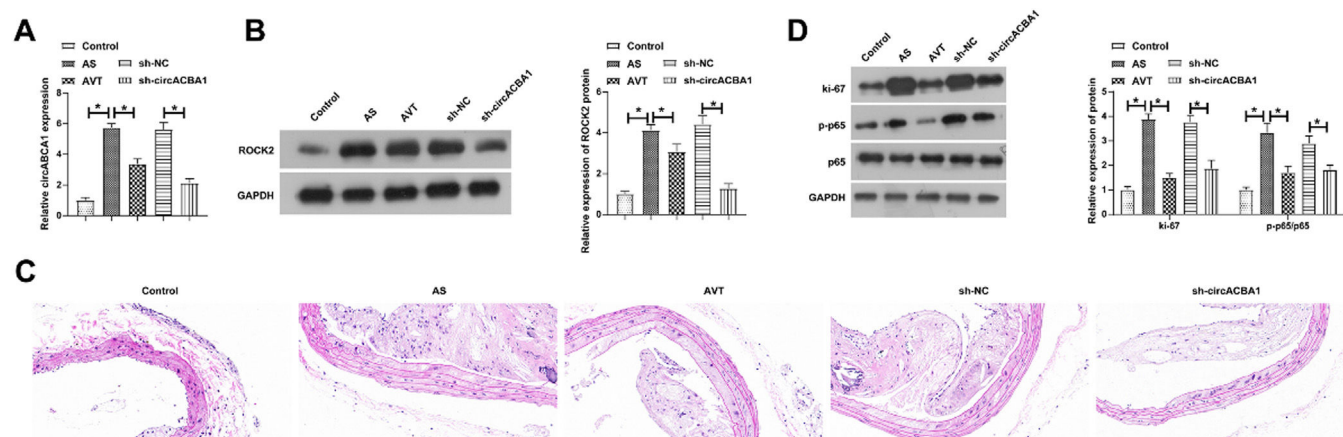 A
Control
AS
sh-NC
AVT
sh-circACBA1
Relative circABCA1 expression
8
6
4
2
0
*
*
*
B
Control
AS
AVT
sh-NC
sh-circACBA1
ROCK2
GAPDH
Control
AS
sh-NC
AVT
sh-circACBA1
Relative expression of ROCK2 protein
8
6
4
2
0
*
*
*
D
Control
AS
AVT
sh-NC
sh-circACBA1
ki-67
p-p65
p65
GAPDH
Control
AS
sh-NC
AVT
sh-circACBA1
Relative expression of protein
5
4
3
2
1
0
*
*
*
*
*
*
ki-67
p-p65/p65
C
Control
AS
AVT
sh-NC
sh-circACBA1